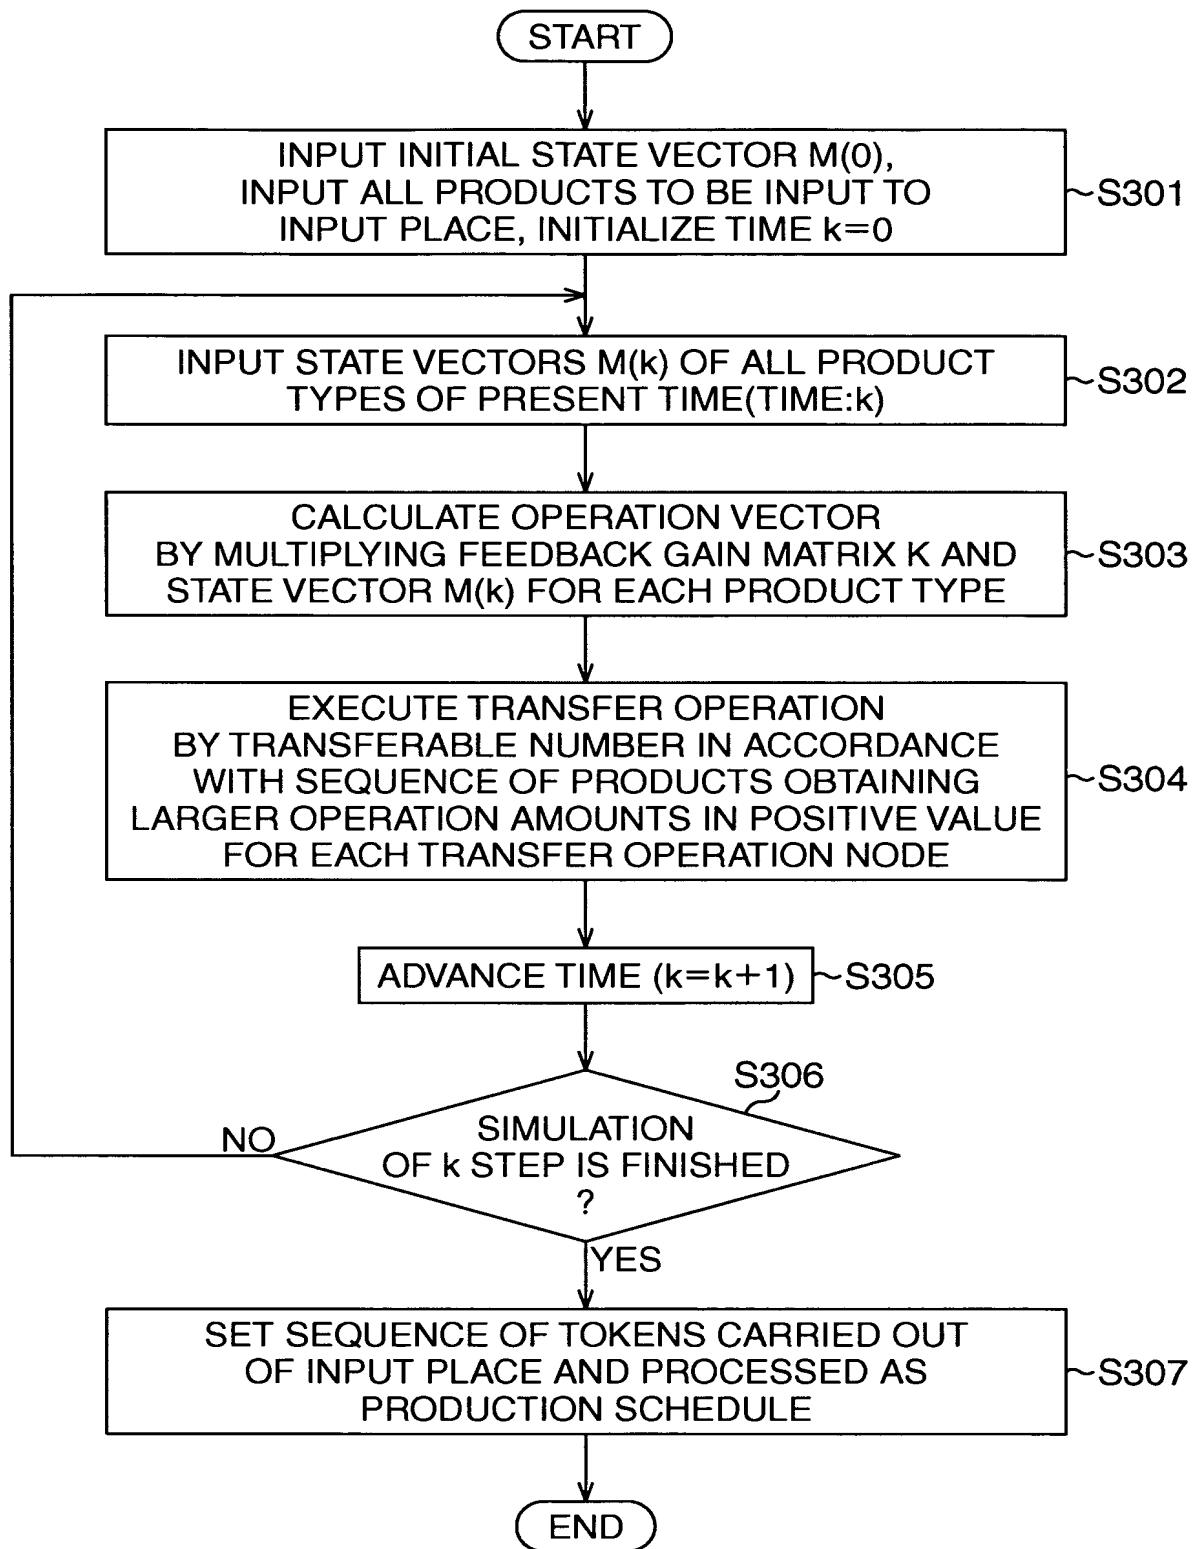 START
INPUT INITIAL STATE VECTOR M(0),
INPUT ALL PRODUCTS TO BE INPUT TO
INPUT PLACE, INITIALIZE TIME k=0
S301
INPUT STATE VECTORS M(k) OF ALL PRODUCT
TYPES OF PRESENT TIME(TIME:k)
S302
CALCULATE OPERATION VECTOR
BY MULTIPLYING FEEDBACK GAIN MATRIX K AND
STATE VECTOR M(k) FOR EACH PRODUCT TYPE
S303
EXECUTE TRANSFER OPERATION
BY TRANSFERABLE NUMBER IN ACCORDANCE
WITH SEQUENCE OF PRODUCTS OBTAINING
LARGER OPERATION AMOUNTS IN POSITIVE VALUE
FOR EACH TRANSFER OPERATION NODE
S304
ADVANCE TIME (k=k+1)
S305
S306
SIMULATION
OF k STEP IS FINISHED
?
NO
YES
SET SEQUENCE OF TOKENS CARRIED OUT
OF INPUT PLACE AND PROCESSED AS
PRODUCTION SCHEDULE
S307
END